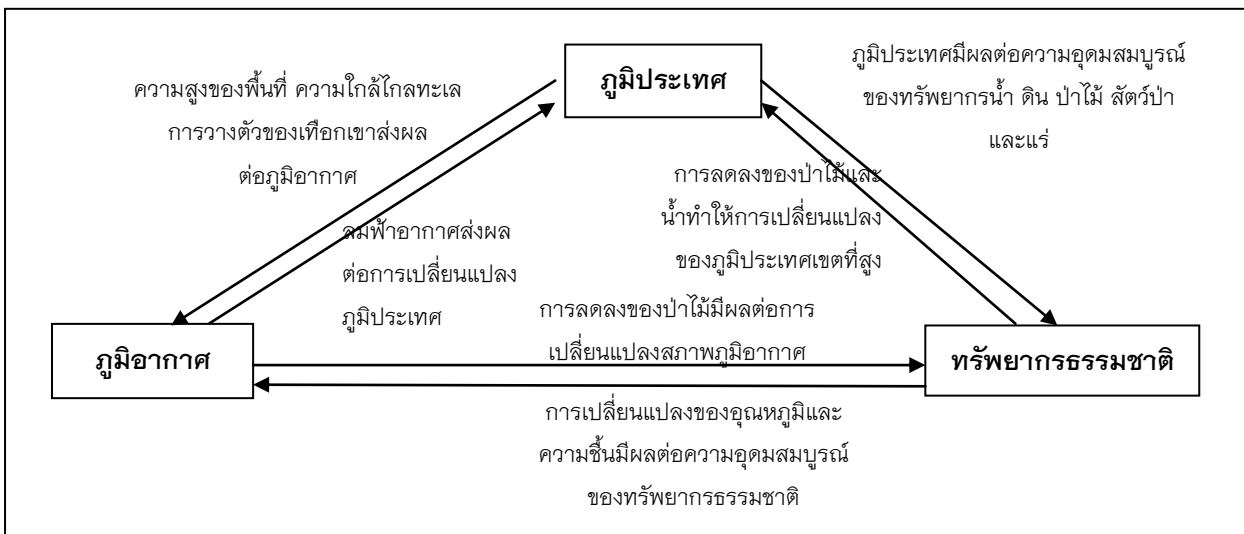 ภูมิประเทศ
ความสูงของพื้นที่ ความใกล้ไกลทะเล
การวางตัวของเทือกเขาส่งผล
ต่อภูมิอากาศ
ภูมิประเทศมีผลต่อความอุดมสมบูรณ์
ของทรัพยากรน้ำ ดิน ป่าไม้ สัตว์ป่า
และแร่
การลดลงของป่าไม้และ
น้ำทำให้การเปลี่ยนแปลง
ของภูมิประเทศเขตที่สูง
ลมฟ้าอากาศส่งผล
ต่อการเปลี่ยนแปลง
ภูมิประเทศ
การลดลงของป่าไม้มีผลต่อการ
เปลี่ยนแปลงสภาพภูมิอากาศ
ภูมิอากาศ
ทรัพยากรธรรมชาติ
การเปลี่ยนแปลงของอุณหภูมิและ
ความชื้นมีผลต่อความอุดมสมบูรณ์
ของทรัพยากรธรรมชาติ